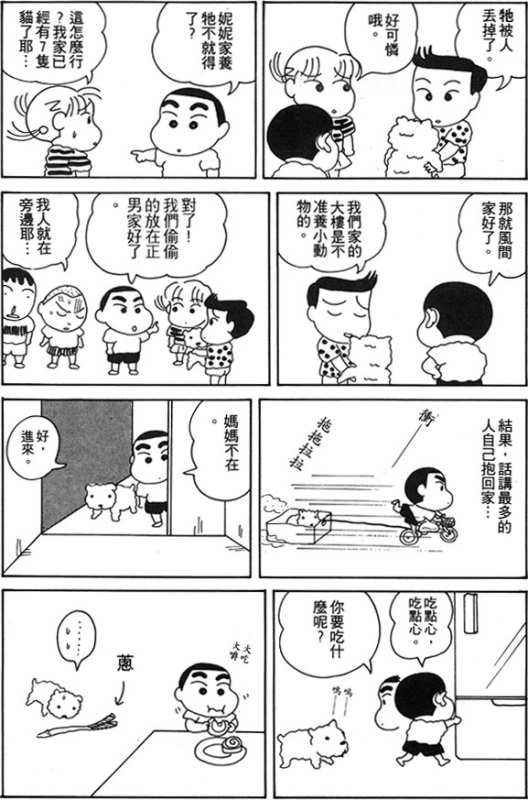 牠被人
丟掉了。
好可憐
哦。
妮妮家養
牠不就得
了?
這怎麼行
?我家已
經有7隻
貓了耶…
那就風間
家好了。
我們家的
大樓是不
准養小動
物的。
對了!
我們偷偷
的放在正
男家好了
。
我人就在
旁邊耶…
結果,話講最多的
人自己抱回家…
衝
拖拖拉拉
媽媽不在
。
好,
進來。
吃點心,
吃點心。
你要吃什
麼呢?
嗚嗚
大吃
大嚼
蔥
……